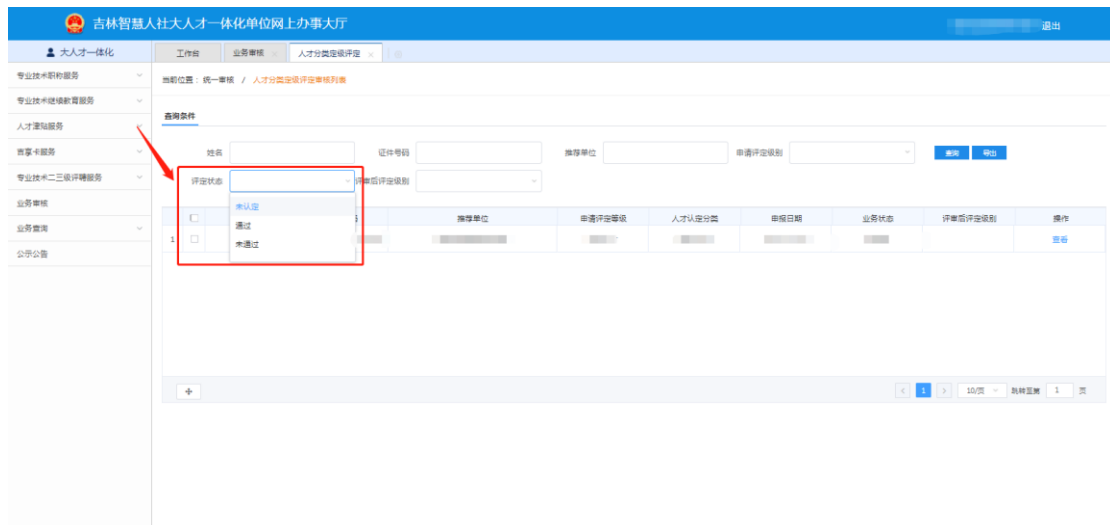 吉林智慧人社大人才一体化单位网上办事大厅
退出
大人才一体化
工作台
业务审核
人才分类定级评定
专业技术职称服务
专业技术继续教育服务
人才津贴服务
吉享卡服务
专业技术二三级评聘服务
业务审核
业务查询
公示公告
当前位置：统一审核 / 人才分类定级评定审核列表
查询条件
姓名
证件号码
推荐单位
申请评定级别
查询
导出
评定状态
评审后评定级别
未认定
通过
未通过
推荐单位
申请评定等级
人才认定分类
申报日期
业务状态
评审后评定级别
操作
1
查看
1
10/页
跳转至第 1 页